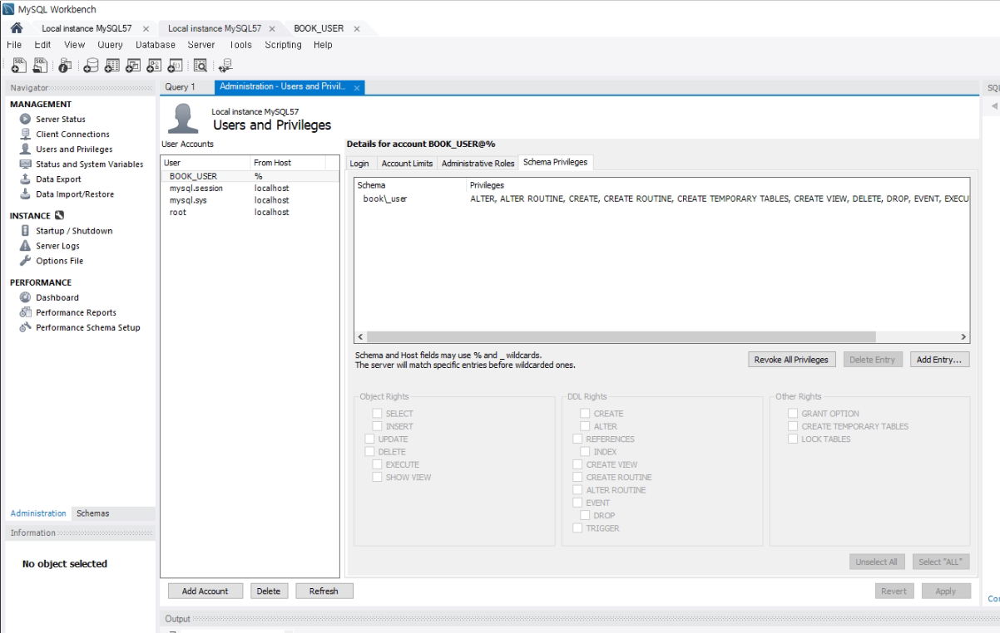 MySQL Workbench
Local instance MySQL57 × Local instance MySQL57 × BOOK_USER ×
File Edit View Query Database Server Tools Scripting Help
Navigator
Query 1
Administration - Users and Privil... ×
MANAGEMENT
Server Status
Client Connections
Users and Privileges
Status and System Variables
Data Export
Data Import/Restore
INSTANCE
Startup / Shutdown
Server Logs
Options File
PERFORMANCE
Dashboard
Performance Reports
Performance Schema Setup
Administration Schemas
Information
No object selected
Local instance MySQL57
Users and Privileges
User Accounts
User From Host
BOOK_USER %
mysql.session localhost
mysql.sys localhost
root localhost
Add Account Delete Refresh
Details for account BOOK_USER@%
Login Account Limits Administrative Roles Schema Privileges
Schema Privileges
book\_user ALTER, ALTER ROUTINE, CREATE, CREATE ROUTINE, CREATE TEMPORARY TABLES, CREATE VIEW, DELETE, DROP, EVENT, EXECU
Schema and Host fields may use % and _ wildcards.
The server will match specific entries before wildcarded ones.
Revoke All Privileges Delete Entry Add Entry...
Object Rights
SELECT
INSERT
UPDATE
DELETE
EXECUTE
SHOW VIEW
DDL Rights
CREATE
ALTER
REFERENCES
INDEX
CREATE VIEW
CREATE ROUTINE
ALTER ROUTINE
EVENT
DROP
TRIGGER
Other Rights
GRANT OPTION
CREATE TEMPORARY TABLES
LOCK TABLES
Unselect All Select "ALL"
Revert Apply
Output
SQL
Con